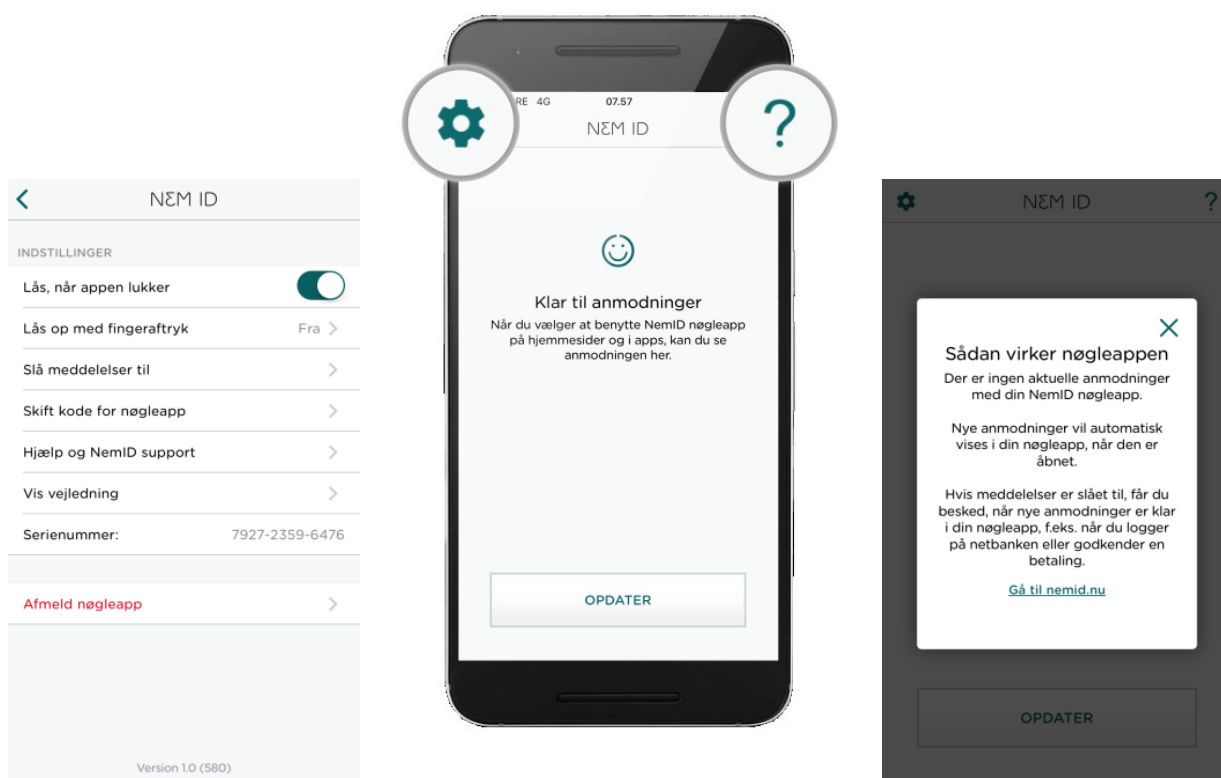 NEM ID
INDSTILLINGER
Lås, når appen lukker
Lås op med fingeraftryk Fra
Slå meddelelser til
Skift kode for nøgleapp
Hjælp og NemID support
Vis vejledning
Serienummer: 7927-2359-6476
Afmeld nøgleapp
Version 1.0 (580)
RE 4G 07.57
NEM ID
?
Klar til anmodninger
Når du vælger at benytte NemID nøgleapp
på hjemmesider og i apps, kan du se
anmodningen her.
OPDATER
NEM ID ?
Sådan virker nøgleappen
Der er ingen aktuelle anmodninger
med din NemID nøgleapp.
Nye anmodninger vil automatisk
vises i din nøgleapp, når den er
åbnet.
Hvis meddelelser er slået til, får du
besked, når nye anmodninger er klar
i din nøgleapp, f.eks. når du logger
på netbanken eller godkender en
betaling.
Gå til nemid.nu
OPDATER